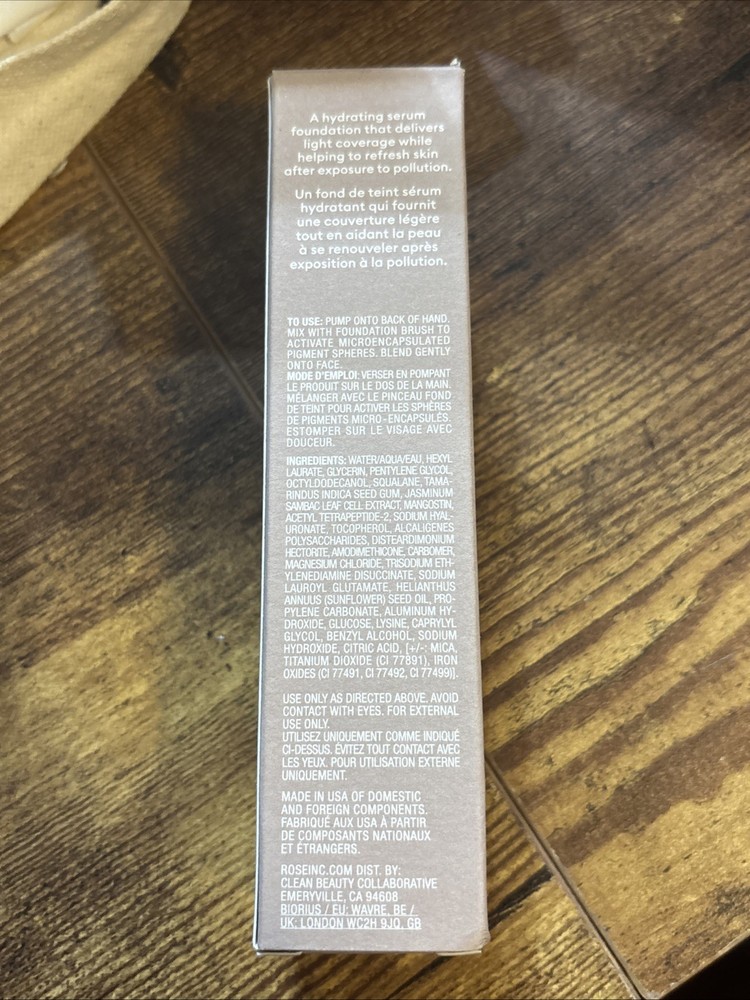 A hydrating serum
foundation that delivers
light coverage while
helping to refresh skin
after exposure to pollution.
Un fond de teint sérum
hydratant qui fournit
une couverture légère
tout en aidant la peau
à se renouveler après
exposition à la pollution.
TO USE: PUMP ONTO BACK OF HAND.
MIX WITH FOUNDATION BRUSH TO
ACTIVATE MICROENCAPSULATED
PIGMENT SPHERES. BLEND GENTLY
ONTO FACE.
MODE D'EMPLOI: VERSER EN POMPANT
LE PRODUIT SUR LE DOS DE LA MAIN.
MÉLANGER AVEC LE PINCEAU FOND
DE TEINT POUR ACTIVER LES SPHÈRES
DE PIGMENTS MICRO-ENCAPSULÉS.
ESTOMPER SUR LE VISAGE AVEC
DOUCEUR.
INGREDIENTS: WATER/AQUA/EAU, HEXYL
LAURATE, GLYCERIN, PENTYLENE GLYCOL,
OCTYLDODECANOL, SQUALANE, TAMA-
RINDUS INDICA SEED GUM, JASMINUM
SAMBAC LEAF CELL EXTRACT, MANGOSTIN,
ACETYL TETRAPEPTIDE-2, SODIUM HYAL-
URONATE, TOCOPHEROL, ALCALIGENES
POLYSACCHARIDES, DISTEARDIMONIUM
HECTORITE, AMODIMETHICONE, CARBOMER,
MAGNESIUM CHLORIDE, TRISODIUM ETH-
YLENEDIAMINE DISUCCINATE, SODIUM
LAUROYL GLUTAMATE, HELIANTHUS
ANNUUS (SUNFLOWER) SEED OIL, PRO-
PYLENE CARBONATE, ALUMINUM HY-
DROXIDE, GLUCOSE, LYSINE, CAPRYLYL
GLYCOL, BENZYL ALCOHOL, SODIUM
HYDROXIDE, CITRIC ACID, [+/-: MICA,
TITANIUM DIOXIDE (CI 77891), IRON
OXIDES (CI 77491, CI 77492, CI 77499)].
USE ONLY AS DIRECTED ABOVE. AVOID
CONTACT WITH EYES. FOR EXTERNAL
USE ONLY.
UTILISEZ UNIQUEMENT COMME INDIQUÉ
CI-DESSUS. ÉVITEZ TOUT CONTACT AVEC
LES YEUX. POUR UTILISATION EXTERNE
UNIQUEMENT.
MADE IN USA OF DOMESTIC
AND FOREIGN COMPONENTS.
FABRIQUÉ AUX USA À PARTIR
DE COMPOSANTS NATIONAUX
ET ÉTRANGERS.
ROSEINC.COM DIST. BY:
CLEAN BEAUTY COLLABORATIVE
EMERYVILLE, CA 94608
BIORIUS / EU: WAVRE, BE /
UK: LONDON WC2H 9JQ, GB